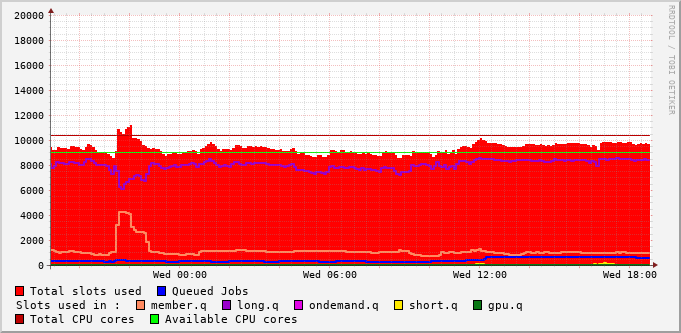 RRDTOOL / TOBI OETIKER
20000
18000
16000
14000
12000
10000
8000
6000
4000
2000
0
Wed 00:00 Wed 06:00 Wed 12:00 Wed 18:00
Total slots used Queued Jobs
Slots used in : member.q long.q ondemand.q short.q gpu.q
Total CPU cores Available CPU cores